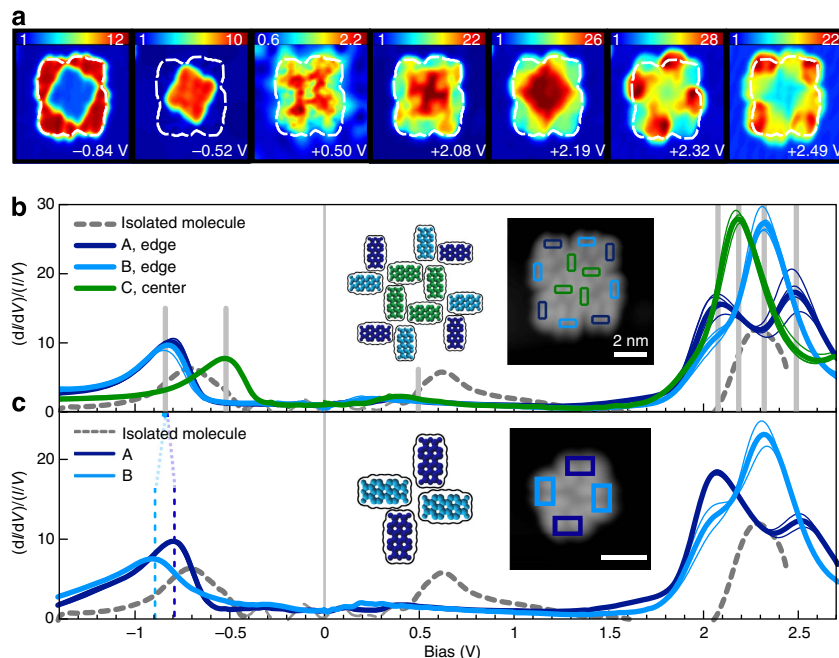 a
1 12 1 10 0.6 2.2 1 22 1 26 1 28 1 22
−0.84 V −0.52 V +0.50 V +2.08 V +2.19 V +2.32 V +2.49 V
b
30
20
10
0
(dI/dV)/(I/V)
Isolated molecule
A, edge
B, edge
C, center
2 nm
c
20
10
0
(dI/dV)/(I/V)
Isolated molecule
A
B
−1 −0.5 0 0.5 1 1.5 2 2.5
Bias (V)